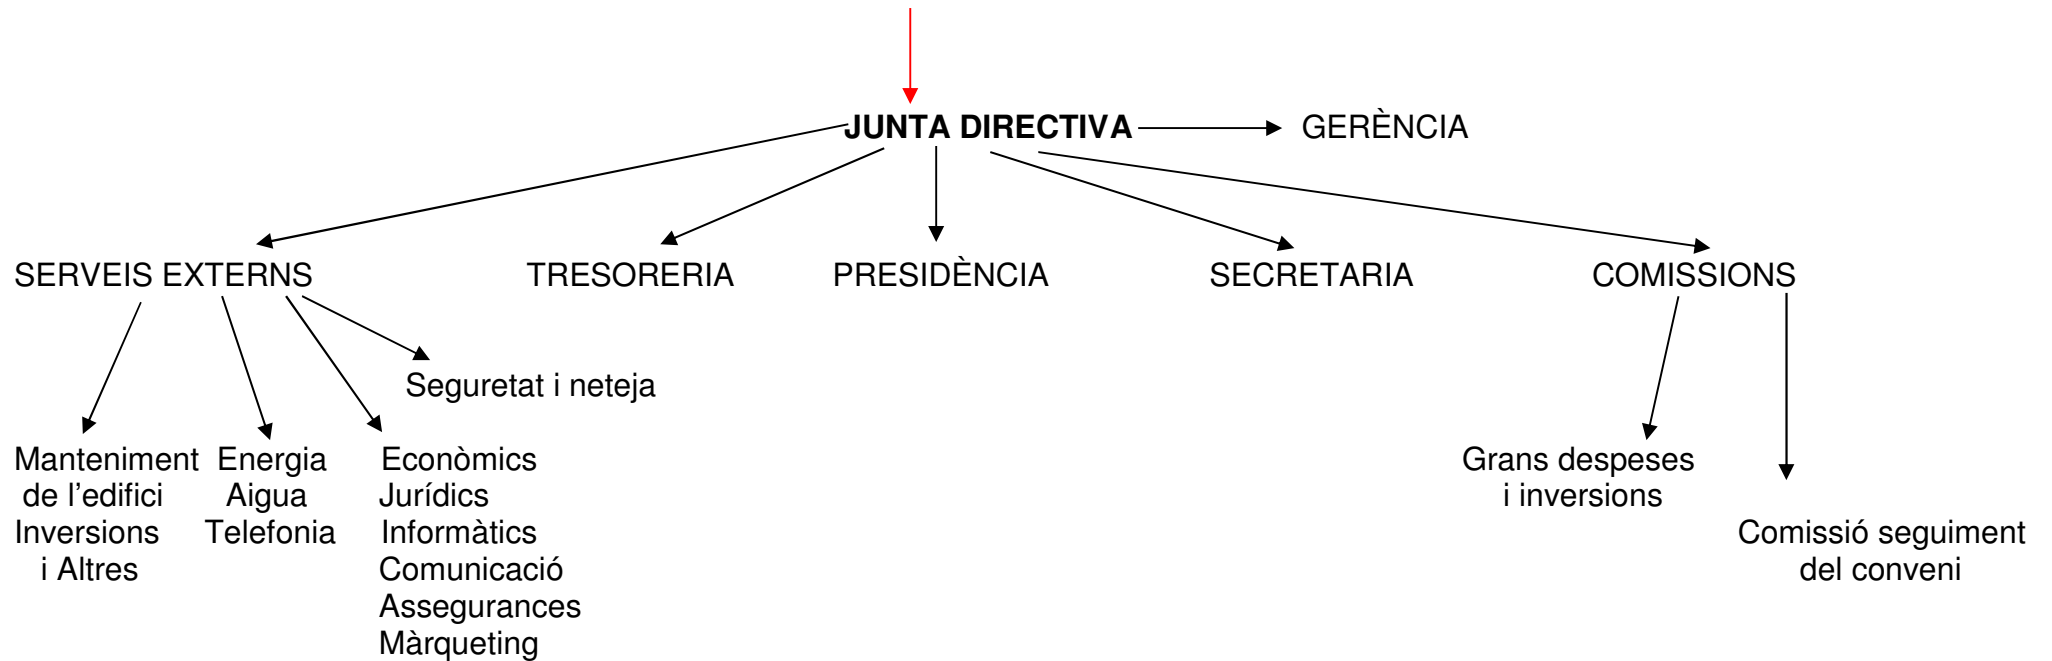 JUNTA DIRECTIVA
GERÈNCIA
SERVEIS EXTERNS
TRESORERIA
PRESIDÈNCIA
SECRETARIA
COMISSIONS
Seguretat i neteja
Manteniment
de l’edifici
Inversions
i Altres
Energia
Aigua
Telefonia
Econòmics
Jurídics
Informàtics
Comunicació
Assegurances
Màrqueting
Grans despeses
i inversions
Comissió seguiment
del conveni